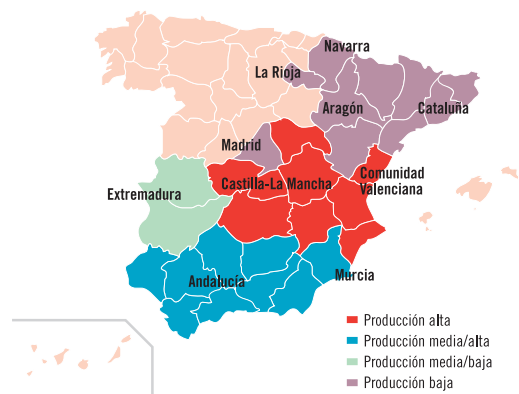 Navarra
La Rioja
Aragón
Cataluña
Madrid
Extremadura
Castilla-La Mancha
Comunidad
Valenciana
Andalucía
Murcia
Producción alta
Producción media/alta
Producción media/baja
Producción baja